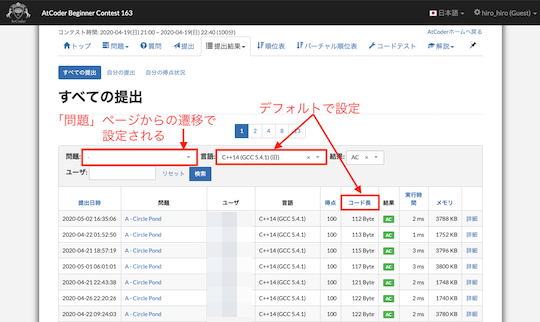 AtCoder Beginner Contest 163
日本語
hiro_hiro (Guest)
コンテスト時間: 2020-04-19(日) 21:00 ~ 2020-04-19(日) 22:40 (100分)
AtCoderホームへ戻る
トップ 問題 質問 提出 提出結果 順位表 バーチャル順位表 コードテスト 解説
すべての提出 自分の提出 自分の得点状況
すべての提出
「問題」ページからの遷移で
設定される
デフォルトで設定
1 2 4 8
問題: - 言語: C++14 (GCC 5.4.1) (旧) × 結果: AC ×
ユーザ: リセット 検索
提出日時 問題 ユーザ 言語 得点 コード長 結果 実行時間 メモリ
2020-05-02 16:35:06 A - Circle Pond C++14 (GCC 5.4.1) 100 112 Byte AC 2 ms 3788 KB 詳細
2020-04-22 01:52:50 A - Circle Pond C++14 (GCC 5.4.1) 100 113 Byte AC 1 ms 1752 KB 詳細
2020-04-21 18:57:19 A - Circle Pond C++14 (GCC 5.4.1) 100 115 Byte AC 4 ms 3796 KB 詳細
2020-05-01 06:01:01 A - Circle Pond C++14 (GCC 5.4.1) 100 117 Byte AC 2 ms 3800 KB 詳細
2020-04-21 22:43:38 A - Circle Pond C++14 (GCC 5.4.1) 100 121 Byte AC 2 ms 1748 KB 詳細
2020-04-26 22:20:26 A - Circle Pond C++14 (GCC 5.4.1) 100 122 Byte AC 2 ms 1740 KB 詳細
2020-04-22 09:24:03 A - Circle Pond C++14 (GCC 5.4.1) 100 122 Byte AC 2 ms 3780 KB 詳細